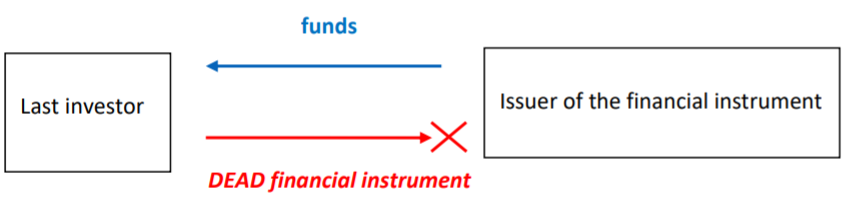 funds
Last investor
Issuer of the financial instrument
DEAD financial instrument